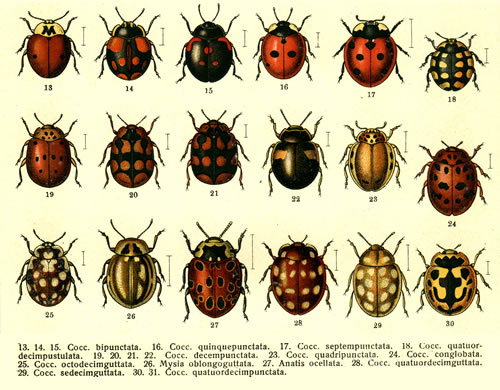 13 14 15 16 17 18
19 20 21 22 23 24
25 26 27 28 29 30
13, 14, 15. Cocc. bipunctata. 16. Cocc. quinquepunctata. 17. Cocc. septempunctata. 18. Cocc. quatuor-
decimpustulata. 19. 20. 21. 22. Cocc. decempunctata. 23. Cocc. quadripunctata. 24. Cocc. conglobata.
25. Cocc. octodecimguttata. 26. Mysia oblongoguttata. 27. Anatis ocellata. 28. Cocc. quatuordecimguttata.
29. Cocc. sedecimguttata. 30. 31. Cocc. quatuordecimpunctata.